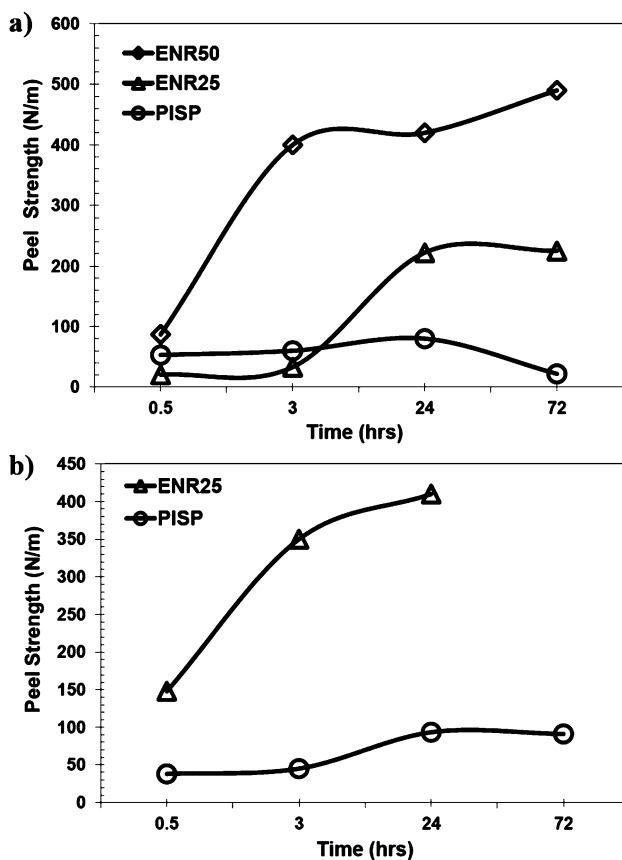 a)
600
500
400
300
200
100
0
Peel Strength (N/m)
ENR50
ENR25
PISP
0.5 3 24 72
Time (hrs)
b)
450
400
350
300
250
200
150
100
50
0
Peel Strength (N/m)
ENR25
PISP
0.5 3 24 72
Time (hrs)